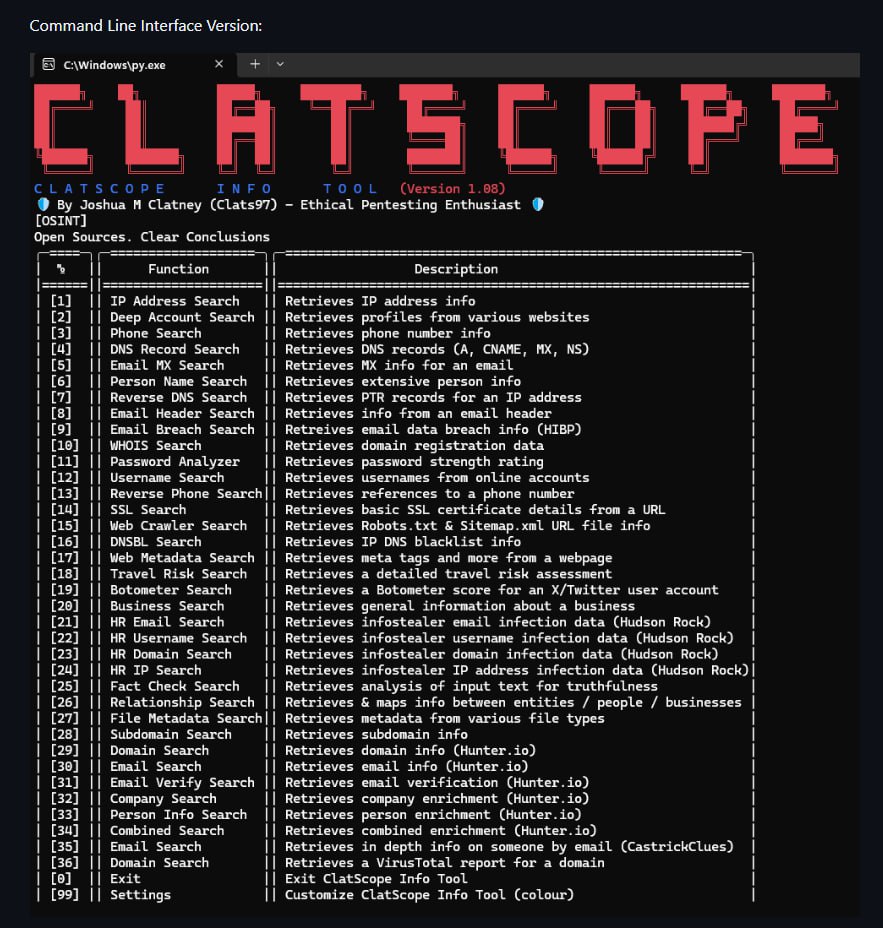 Command Line Interface Version:
C:\Windows\py.exe
CLATSCOPE
CLATSCOPE INFO TOOL (Version 1.08)
By Joshua M Clatney (Clats97) - Ethical Pentesting Enthusiast
[OSINT]
Open Sources. Clear Conclusions
№ || Function || Description
[1] || IP Address Search || Retrieves IP address info
[2] || Deep Account Search || Retrieves profiles from various websites
[3] || Phone Search || Retrieves phone number info
[4] || DNS Record Search || Retrieves DNS records (A, CNAME, MX, NS)
[5] || Email MX Search || Retrieves MX info for an email
[6] || Person Name Search || Retrieves extensive person info
[7] || Reverse DNS Search || Retrieves PTR records for an IP address
[8] || Email Header Search || Retrieves info from an email header
[9] || Email Breach Search || Retreives email data breach info (HIBP)
[10] || WHOIS Search || Retrieves domain registration data
[11] || Password Analyzer || Retrieves password strength rating
[12] || Username Search || Retrieves usernames from online accounts
[13] || Reverse Phone Search || Retrieves references to a phone number
[14] || SSL Search || Retrieves basic SSL certificate details from a URL
[15] || Web Crawler Search || Retrieves Robots.txt & Sitemap.xml URL file info
[16] || DNSBL Search || Retrieves IP DNS blacklist info
[17] || Web Metadata Search || Retrieves meta tags and more from a webpage
[18] || Travel Risk Search || Retrieves a detailed travel risk assessment
[19] || Botometer Search || Retrieves a Botometer score for an X/Twitter user account
[20] || Business Search || Retrieves general information about a business
[21] || HR Email Search || Retrieves infostealer email infection data (Hudson Rock)
[22] || HR Username Search || Retrieves infostealer username infection data (Hudson Rock)
[23] || HR Domain Search || Retrieves infostealer domain infection data (Hudson Rock)
[24] || HR IP Search || Retrieves infostealer IP address infection data (Hudson Rock)
[25] || Fact Check Search || Retrieves analysis of input text for truthfulness
[26] || Relationship Search || Retrieves & maps info between entities / people / businesses
[27] || File Metadata Search || Retrieves metadata from various file types
[28] || Subdomain Search || Retrieves subdomain info
[29] || Domain Search || Retrieves domain info (Hunter.io)
[30] || Email Search || Retrieves email info (Hunter.io)
[31] || Email Verify Search || Retrieves email verification (Hunter.io)
[32] || Company Search || Retrieves company enrichment (Hunter.io)
[33] || Person Info Search || Retrieves person enrichment (Hunter.io)
[34] || Combined Search || Retrieves combined enrichment (Hunter.io)
[35] || Email Search || Retrieves in depth info on someone by email (CastrickClues)
[36] || Domain Search || Retrieves a VirusTotal report for a domain
[0] || Exit || Exit ClatScope Info Tool
[99] || Settings || Customize ClatScope Info Tool (colour)